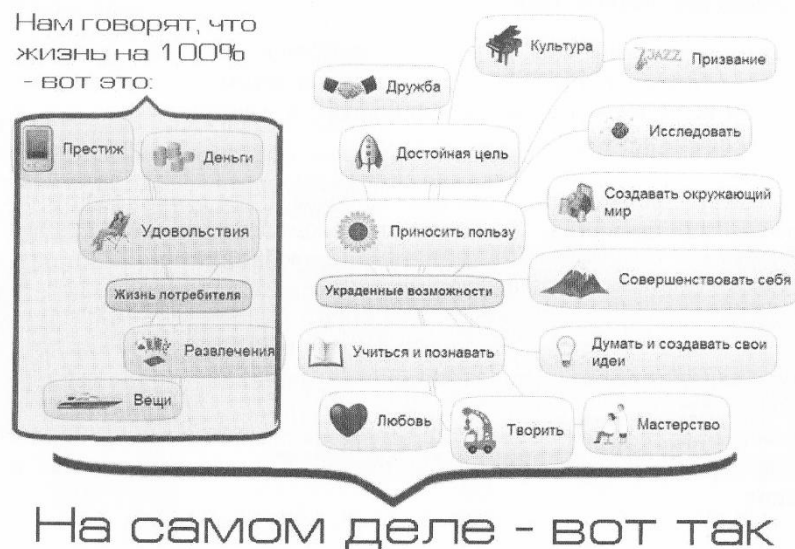 Нам говорят, что
жизнь на 100%
- вот это:
Престиж
Деньги
Удовольствия
Жизнь потребителя
Развлечения
Вещи
Культура
JAZZ
Призвание
Дружба
Достойная цель
Исследовать
Создавать окружающий
мир
Приносить пользу
Совершенствовать себя
Украденные возможности
Учиться и познавать
Думать и создавать свои
идеи
Любовь
Творить
Мастерство
На самом деле - вот так